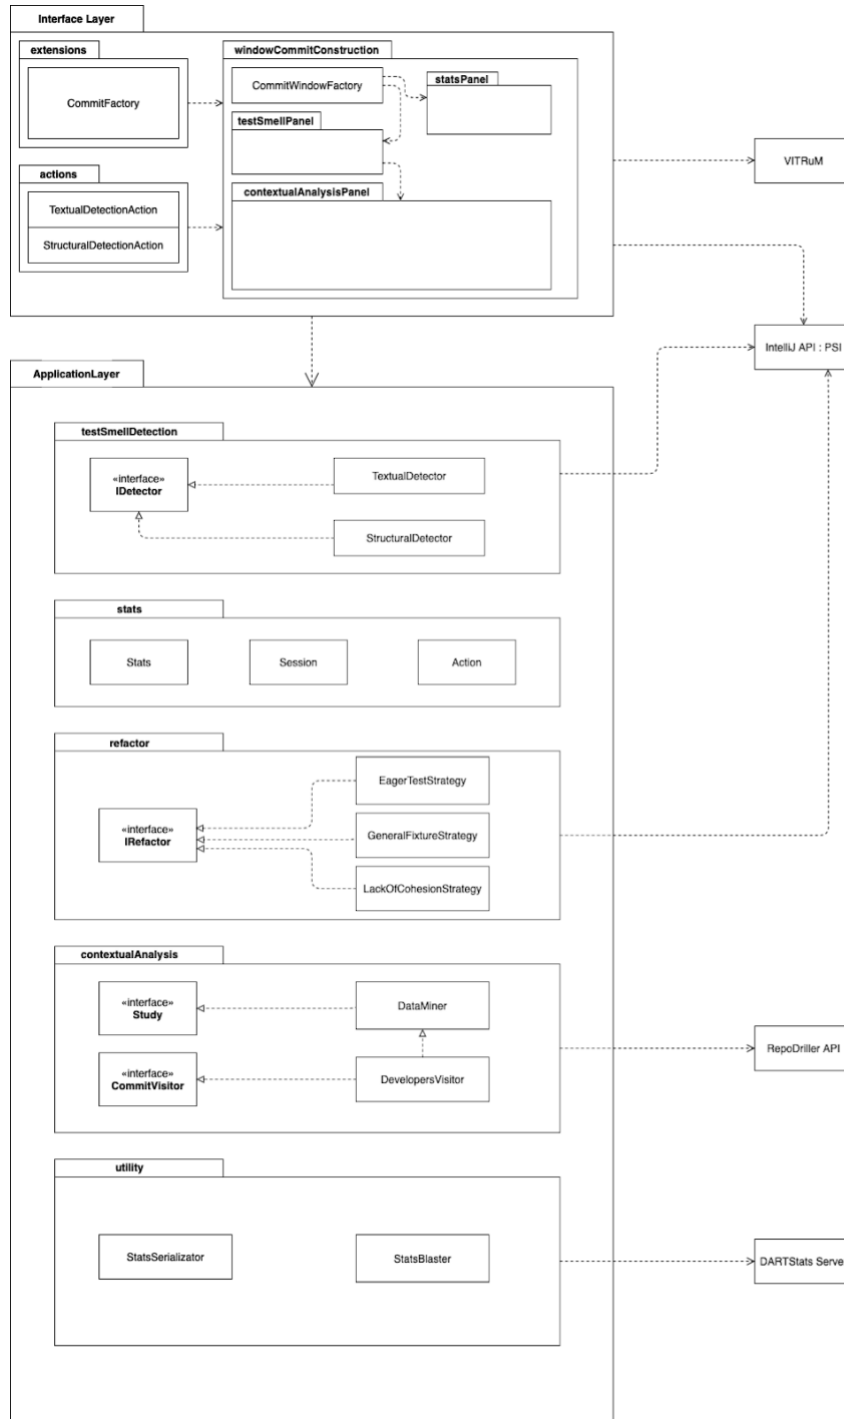 Interface Layer
extensions
CommitFactory
actions
TextualDetectionAction
StructuralDetectionAction
windowCommitConstruction
CommitWindowFactory
statsPanel
testSmellPanel
contextualAnalysisPanel
VITRuM
IntelliJ API : PSI
ApplicationLayer
testSmellDetection
«interface»
IDetector
TextualDetector
StructuralDetector
stats
Stats
Session
Action
refactor
«interface»
IRefactor
EagerTestStrategy
GeneralFixtureStrategy
LackOfCohesionStrategy
contextualAnalysis
«interface»
Study
DataMiner
«interface»
CommitVisitor
DevelopersVisitor
RepoDriller API
utility
StatsSerializator
StatsBlaster
DARTStats Serve